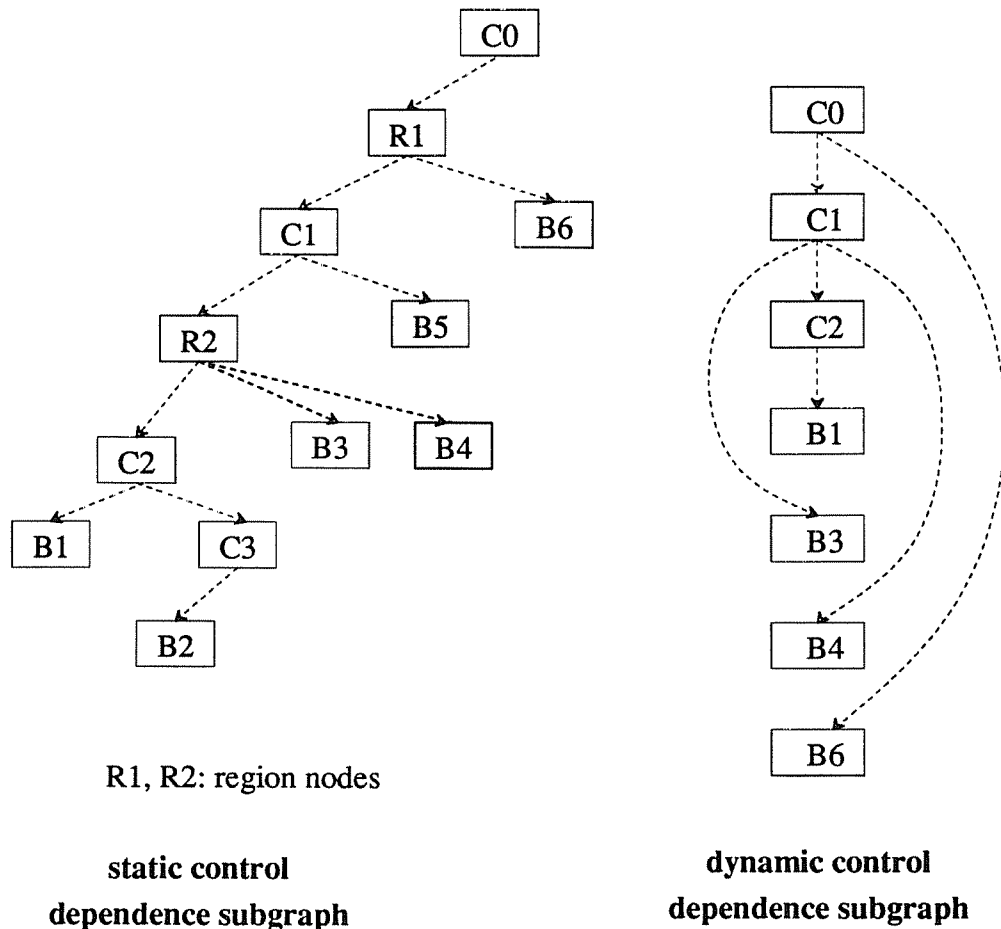 C0
R1
C1
B6
R2
B5
C2
B3
B4
B1
C3
B2
R1, R2: region nodes
static control
dependence subgraph
C0
C1
C2
B1
B3
B4
B6
dynamic control
dependence subgraph